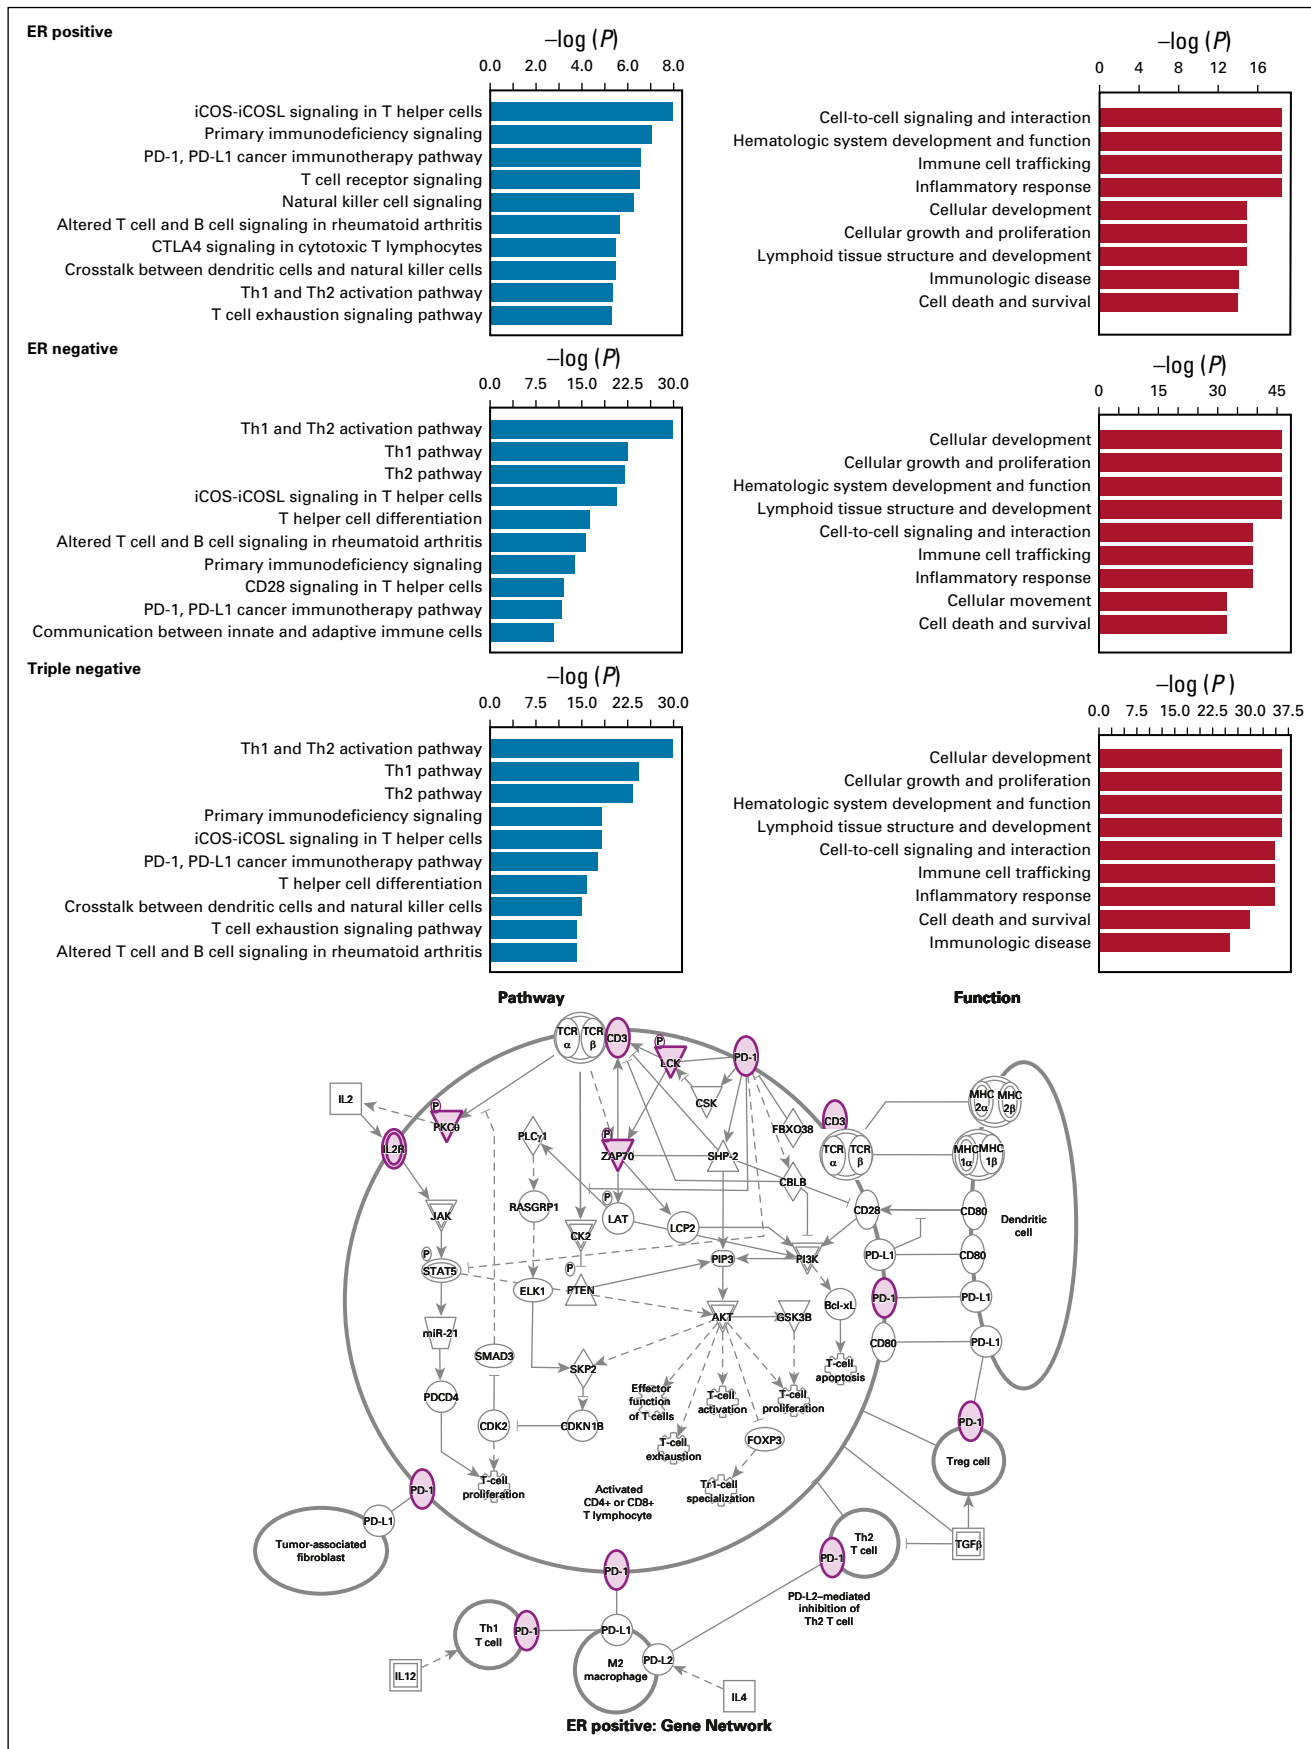 ER positive
–log (P)
0.0 2.0 4.0 6.0 8.0
iCOS-iCOSL signaling in T helper cells
Primary immunodeficiency signaling
PD-1, PD-L1 cancer immunotherapy pathway
T cell receptor signaling
Natural killer cell signaling
Altered T cell and B cell signaling in rheumatoid arthritis
CTLA4 signaling in cytotoxic T lymphocytes
Crosstalk between dendritic cells and natural killer cells
Th1 and Th2 activation pathway
T cell exhaustion signaling pathway
–log (P)
0 4 8 12 16
Cell-to-cell signaling and interaction
Hematologic system development and function
Immune cell trafficking
Inflammatory response
Cellular development
Cellular growth and proliferation
Lymphoid tissue structure and development
Immunologic disease
Cell death and survival
ER negative
–log (P)
0.0 7.5 15.0 22.5 30.0
Th1 and Th2 activation pathway
Th1 pathway
Th2 pathway
iCOS-iCOSL signaling in T helper cells
T helper cell differentiation
Altered T cell and B cell signaling in rheumatoid arthritis
Primary immunodeficiency signaling
CD28 signaling in T helper cells
PD-1, PD-L1 cancer immunotherapy pathway
Communication between innate and adaptive immune cells
–log (P)
0 15 30 45
Cellular development
Cellular growth and proliferation
Hematologic system development and function
Lymphoid tissue structure and development
Cell-to-cell signaling and interaction
Immune cell trafficking
Inflammatory response
Cellular movement
Cell death and survival
Triple negative
–log (P)
0.0 7.5 15.0 22.5 30.0
Th1 and Th2 activation pathway
Th1 pathway
Th2 pathway
Primary immunodeficiency signaling
iCOS-iCOSL signaling in T helper cells
PD-1, PD-L1 cancer immunotherapy pathway
T helper cell differentiation
Crosstalk between dendritic cells and natural killer cells
T cell exhaustion signaling pathway
Altered T cell and B cell signaling in rheumatoid arthritis
–log (P )
0.0 7.5 15.0 22.5 30.0 37.5
Cellular development
Cellular growth and proliferation
Hematologic system development and function
Lymphoid tissue structure and development
Cell-to-cell signaling and interaction
Immune cell trafficking
Inflammatory response
Cell death and survival
Immunologic disease
Pathway
Function
TCR TCR
α β
CD3
P
LCK
PD-1
IL2
P
PKCθ
CSK
MHC MHC
2α 2β
CD3
FBXO38
PLCγ1
P
IL2R
ZAP70
SHP-2
TCR TCR
α β
MHC MHC
1α 1β
CBLB
RASGRP1
P
LAT
JAK
LCP2
CD28
CD80
Dendritic
cell
CK2
P
STAT5
PIP3
PI3K
PD-L1
CD80
P
ELK1
PTEN
Bcl-xL
PD-1
PD-L1
AKT
GSK3B
miR-21
CD80
PD-L1
SMAD3
SKP2
T-cell
apoptosis
PDCD4
Effector
function
of T cells
T-cell
activation
T-cell
proliferation
CDK2
CDKN1B
PD-1
T-cell
exhaustion
FOXP3
Treg cell
PD-1
T-cell
proliferation
Activated
CD4+ or CD8+
T lymphocyte
Tr1-cell
specialization
PD-L1
Tumor-associated
fibroblast
Th2
T cell
PD-1
TGFβ
PD-1
PD-L2–mediated
inhibition of
Th2 T cell
Th1
T cell
PD-1
PD-L1
M2
macrophage
PD-L2
IL12
IL4
ER positive: Gene Network